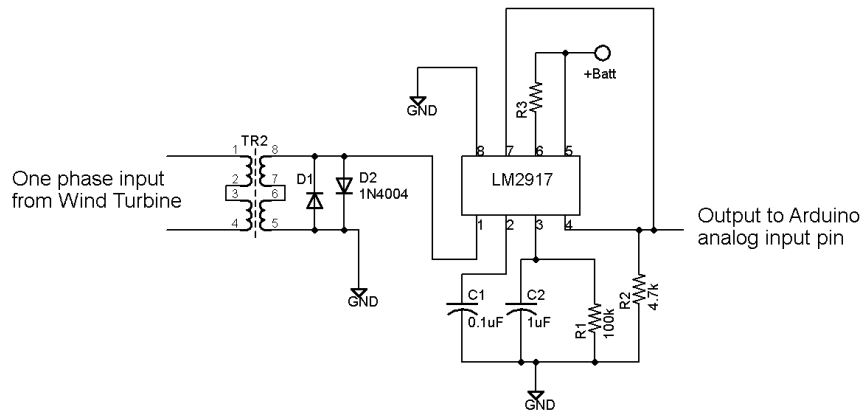 +Batt
GND
R3
TR2
1 8
8 7 6 5
One phase input
from Wind Turbine
2 7
3 6
4 5
D1
D2
1N4004
LM2917
1 2 3 4
Output to Arduino
analog input pin
GND
C1
0.1uF
C2
1uF
R1
100k
R2
4.7k
GND